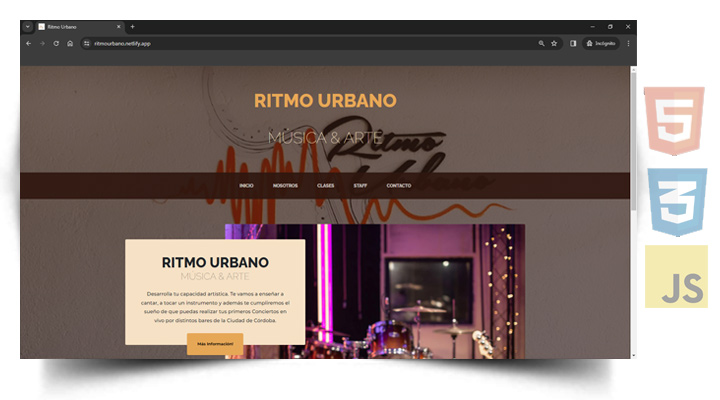 Ritmo Urbano
ritmourbano.netlify.app
Incógnito
RITMO URBANO
MÚSICA & ARTE
Ritmo
Urbano
INICIO NOSOTROS CLASES STAFF CONTACTO
RITMO URBANO
MÚSICA & ARTE
Desarrolla tu capacidad artística. Te vamos a enseñar a
cantar, a tocar un instrumento y además te cumpliremos el
sueño de que puedas realizar tus primeros Conciertos en
vivo por distintos bares de la Ciudad de Córdoba.
Más Información!
5
3
JS